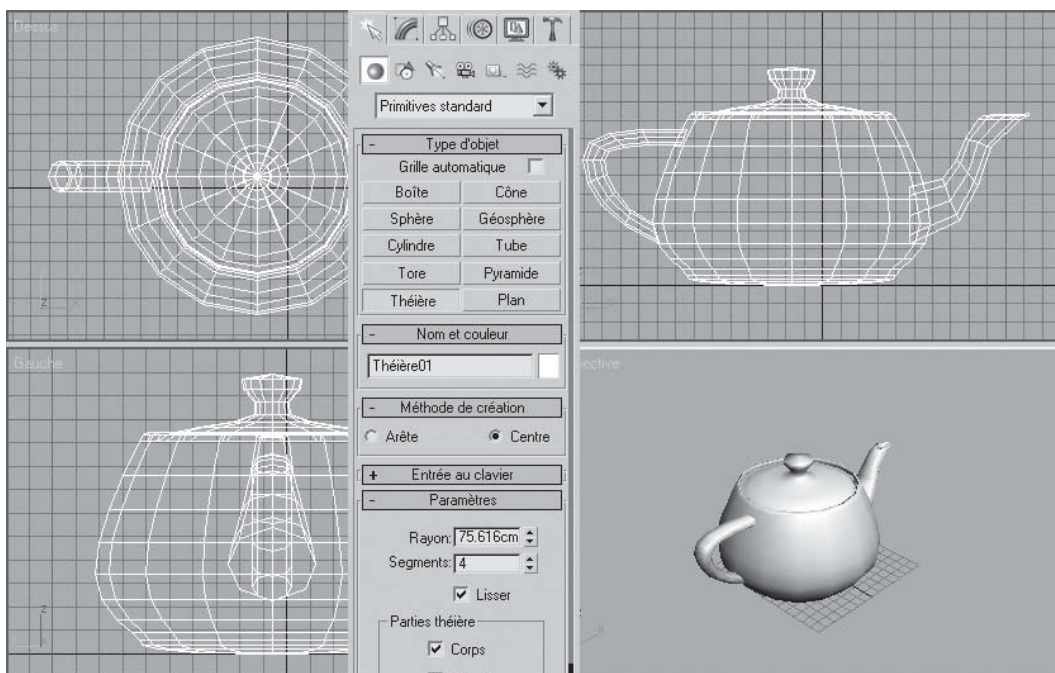 Dessus
Primitives standard
- Type d'objet
Grille automatique
Boîte Cône
Sphère Géosphère
Cylindre Tube
Tore Pyramide
Théière Plan
- Nom et couleur
Théière01
- Méthode de création
Arête Centre
+ Entrée au clavier
- Paramètres
Rayon: 75.616cm
Segments: 4
Lisser
Parties théière
Corps
z x
Gauche
z
ective
x